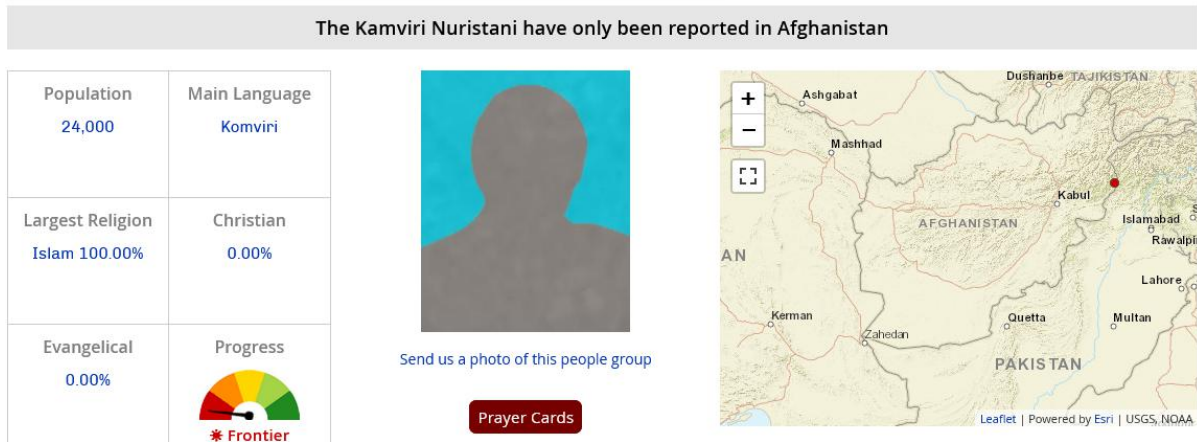 The Kamviri Nuristani have only been reported in Afghanistan
Population
24,000
Main Language
Komviri
Largest Religion
Islam 100.00%
Christian
0.00%
Evangelical
0.00%
Progress
✷ Frontier
Send us a photo of this people group
Prayer Cards
+
−
Dushanbe
TAJIKISTAN
Ashgabat
Mashhad
Kabul
AFGHANISTAN
Islamabad
Rawalpi
AN
Lahore
Kerman
Zahedan
Quetta
Multan
PAKISTAN
Leaflet | Powered by Esri | USGS, NOAA